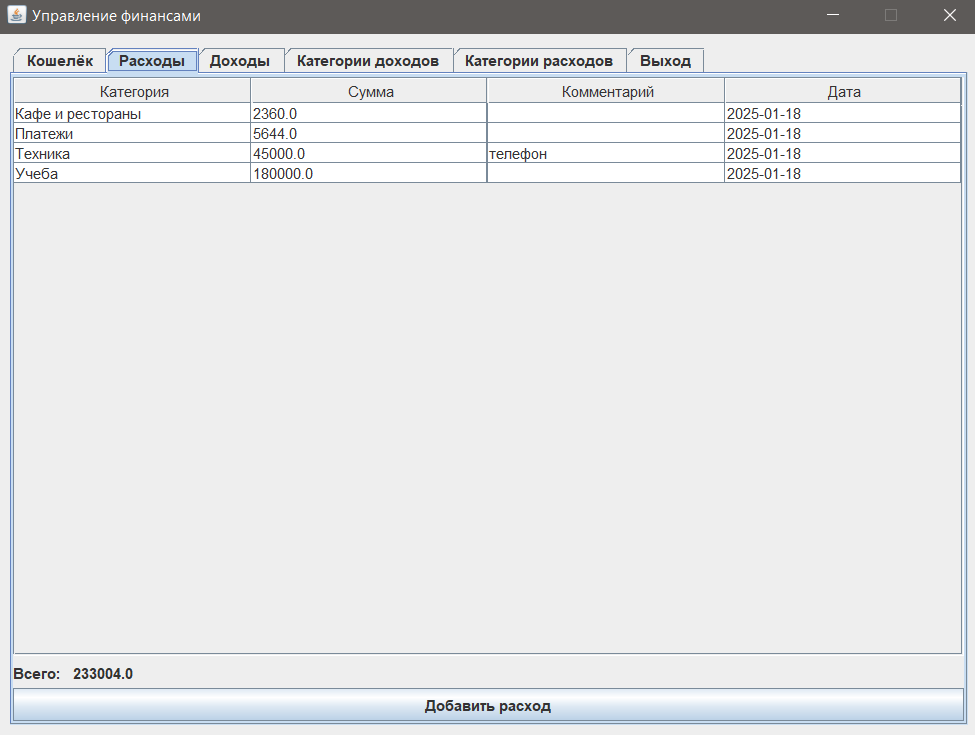 Управление финансами
Кошелёк Расходы Доходы Категории доходов Категории расходов Выход
Категория Сумма Комментарий Дата
Кафе и рестораны 2360.0 2025-01-18
Платежи 5644.0 2025-01-18
Техника 45000.0 телефон 2025-01-18
Учеба 180000.0 2025-01-18
Всего: 233004.0
Добавить расход